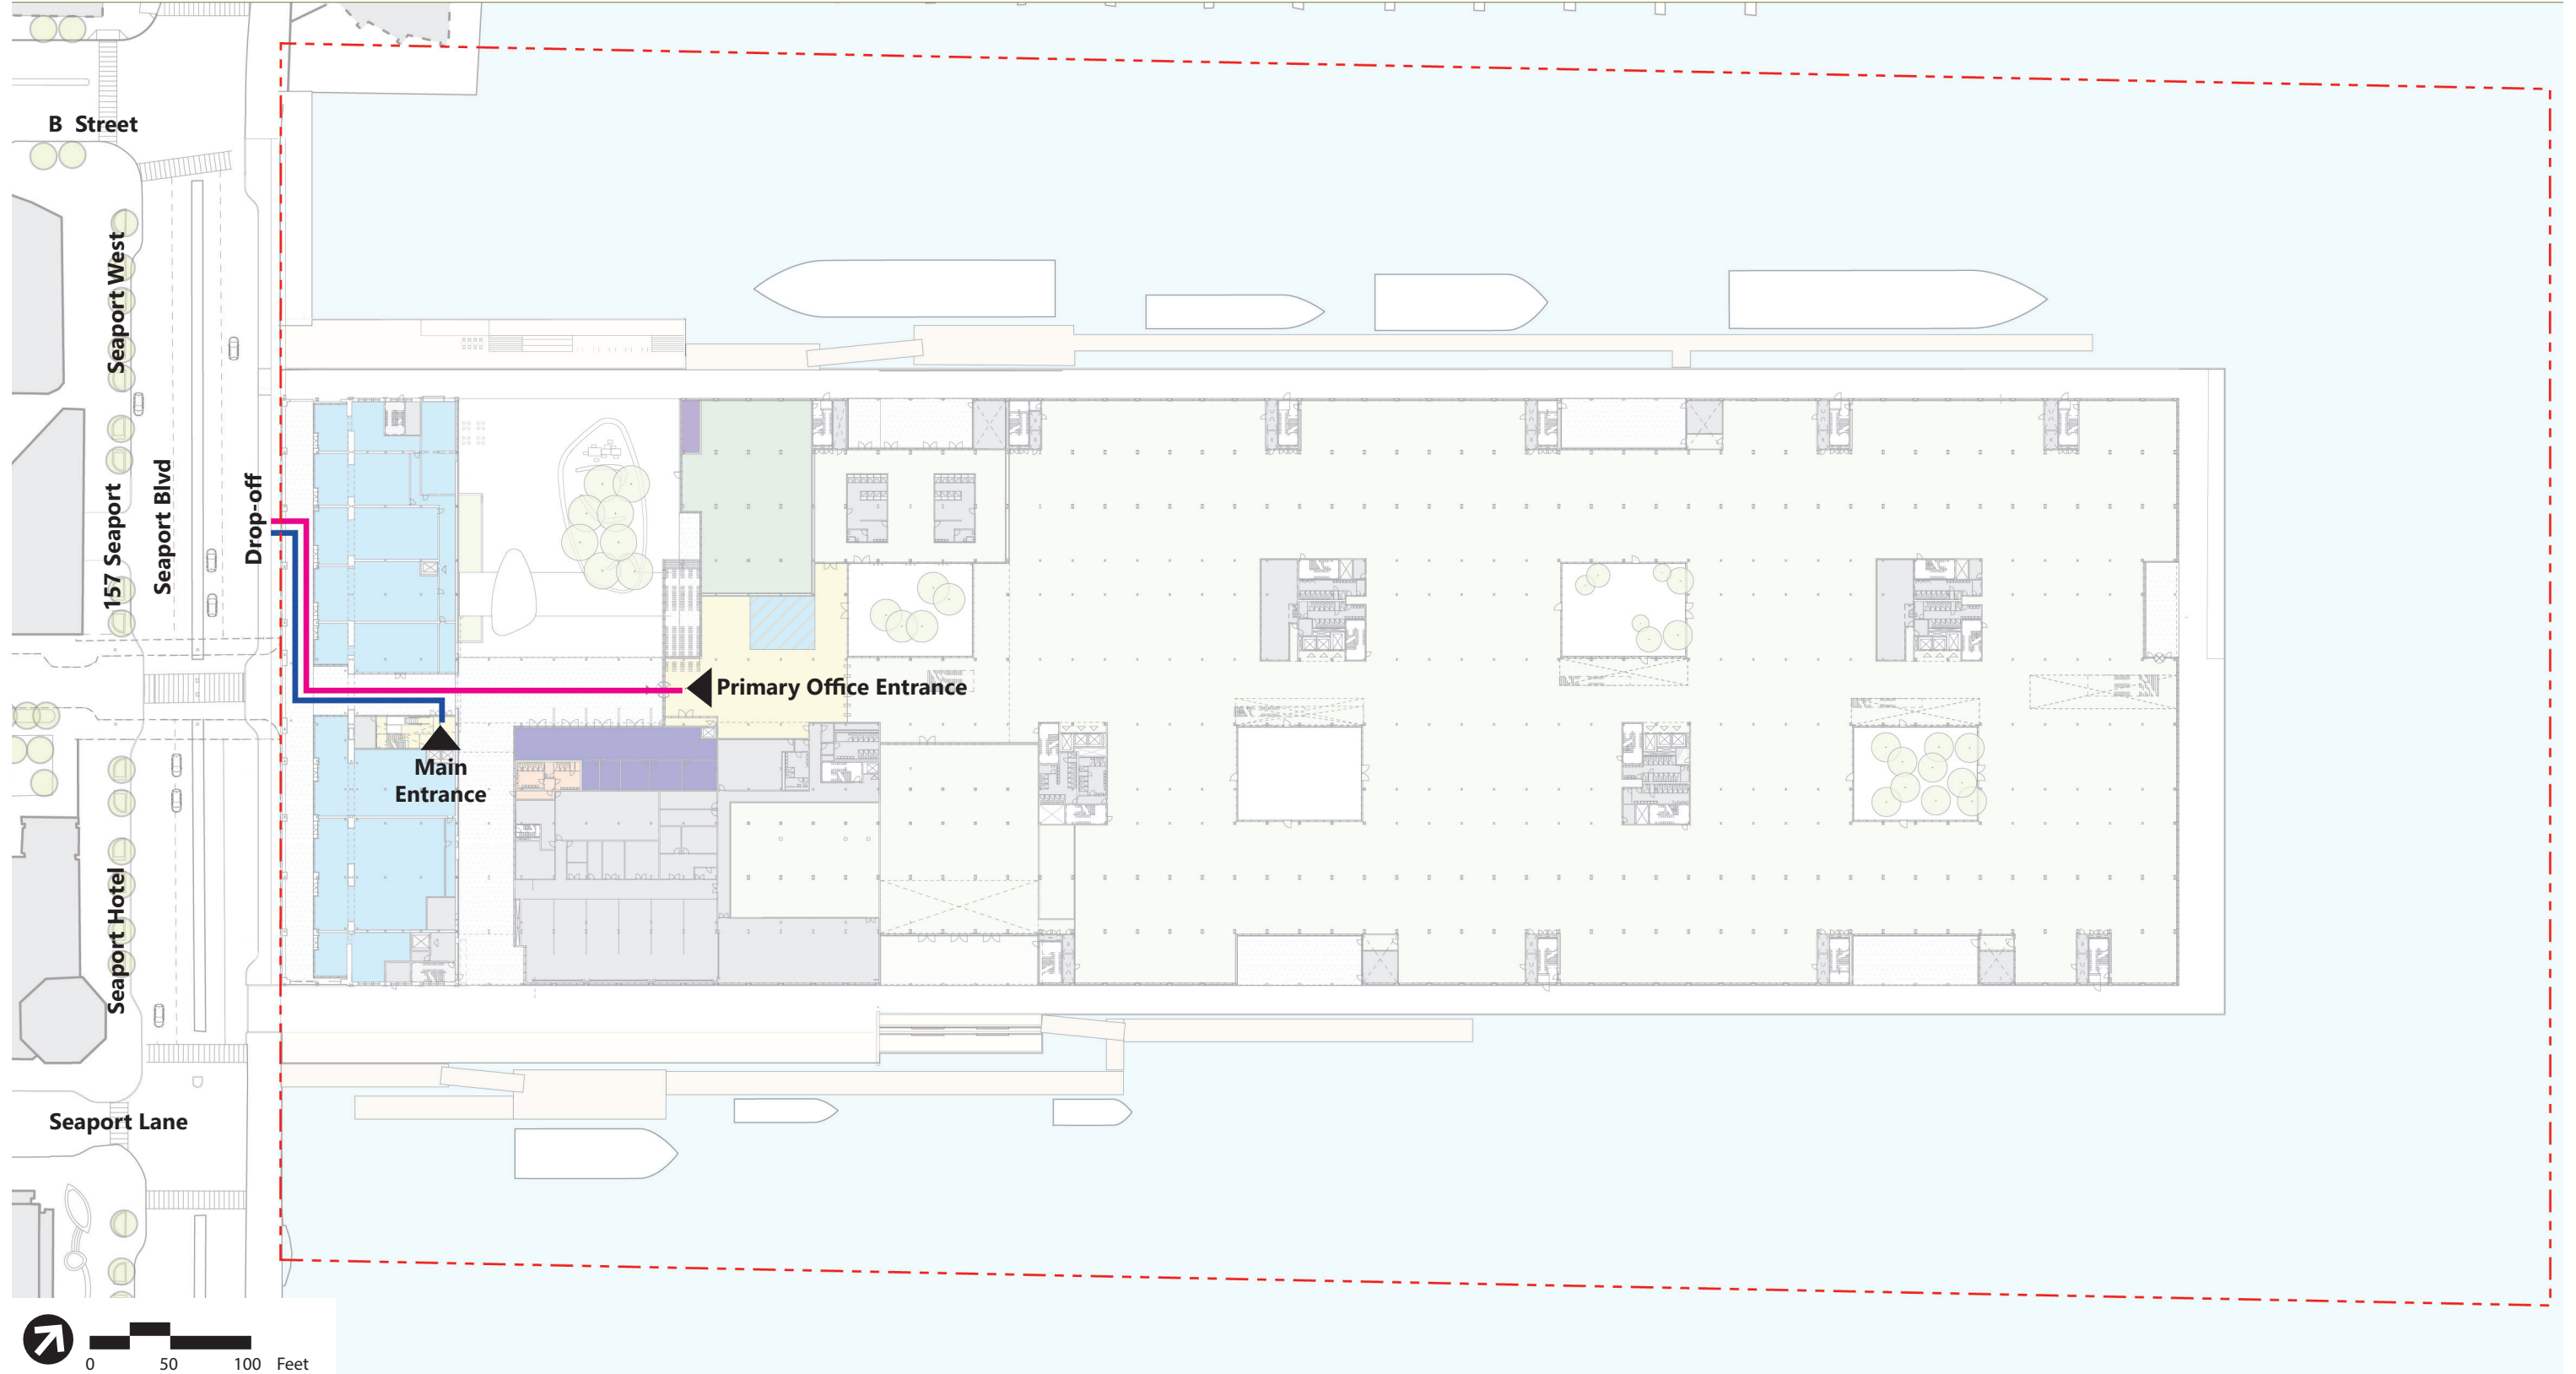 B Street
Seaport West
157 Seaport
Seaport Blvd
Drop-off
Primary Office Entrance
Main
Entrance
Seaport Hotel
Seaport Lane
0 50 100 Feet